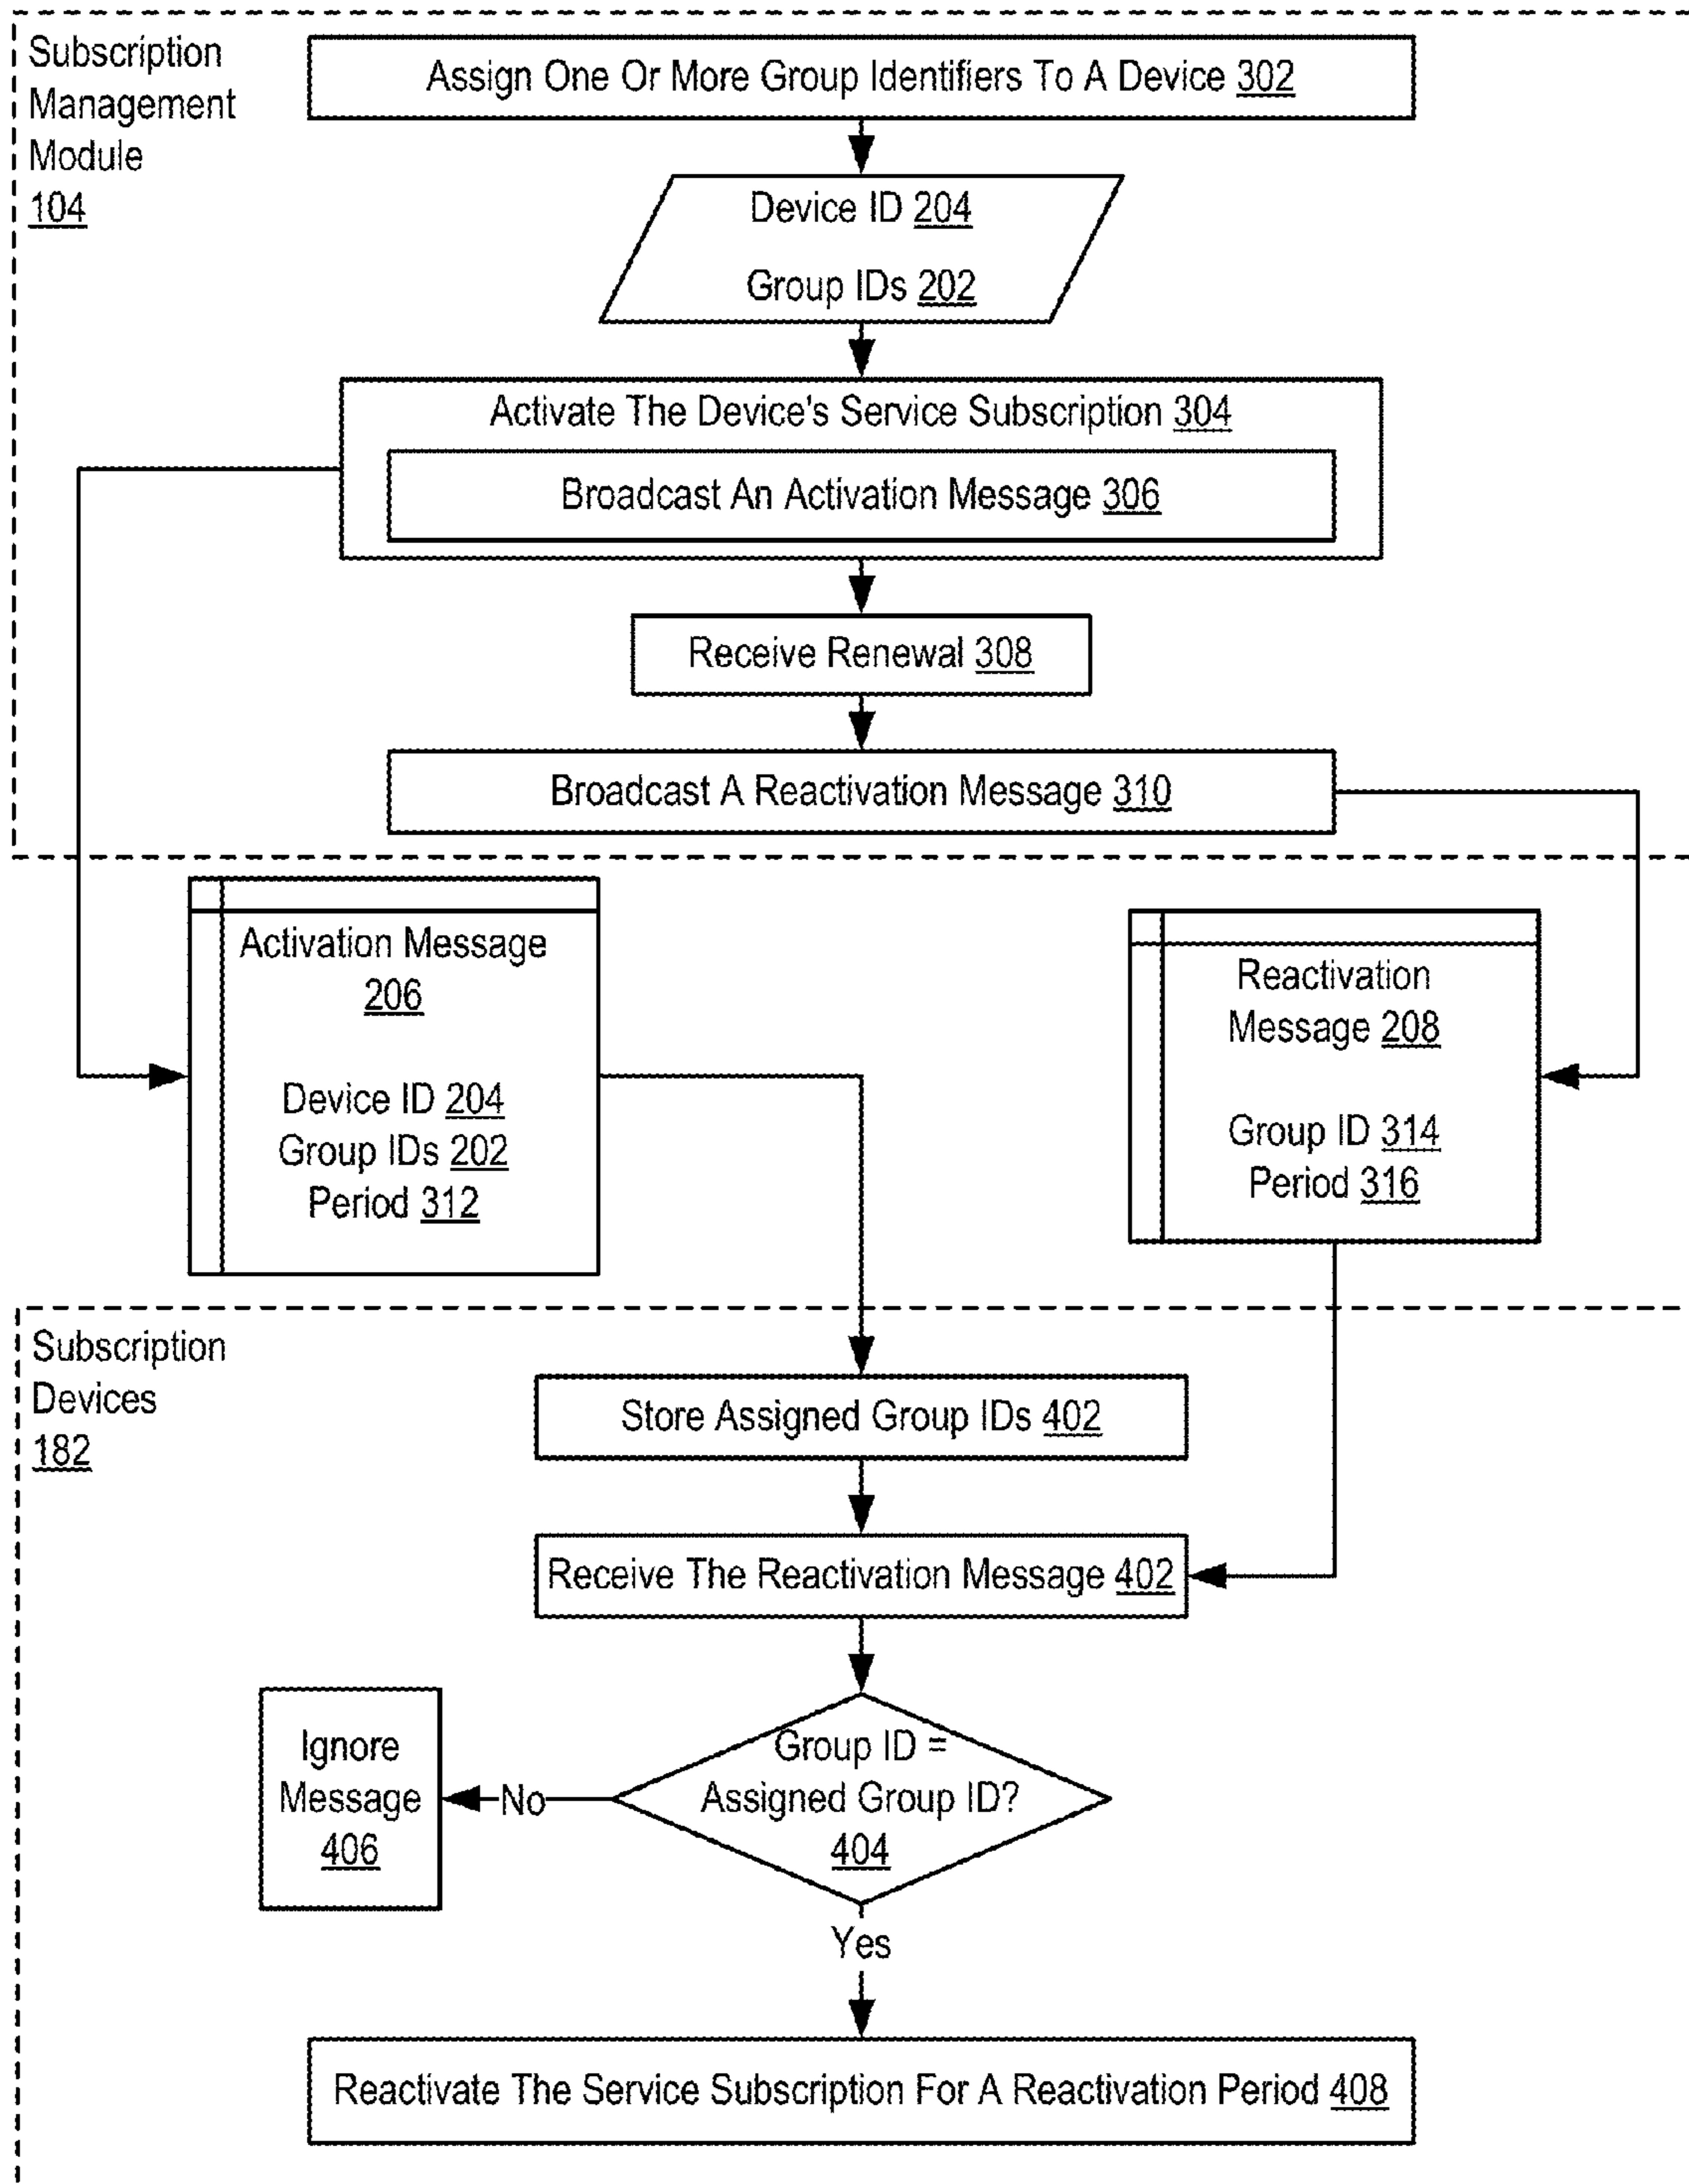 Subscription
Management
Module
104
Assign One Or More Group Identifiers To A Device 302
Device ID 204
Group IDs 202
Activate The Device's Service Subscription 304
Broadcast An Activation Message 306
Receive Renewal 308
Broadcast A Reactivation Message 310
Activation Message
206
Device ID 204
Group IDs 202
Period 312
Reactivation
Message 208
Group ID 314
Period 316
Subscription
Devices
182
Store Assigned Group IDs 402
Receive The Reactivation Message 402
Group ID =
Assigned Group ID?
404
No
Ignore
Message
406
Yes
Reactivate The Service Subscription For A Reactivation Period 408